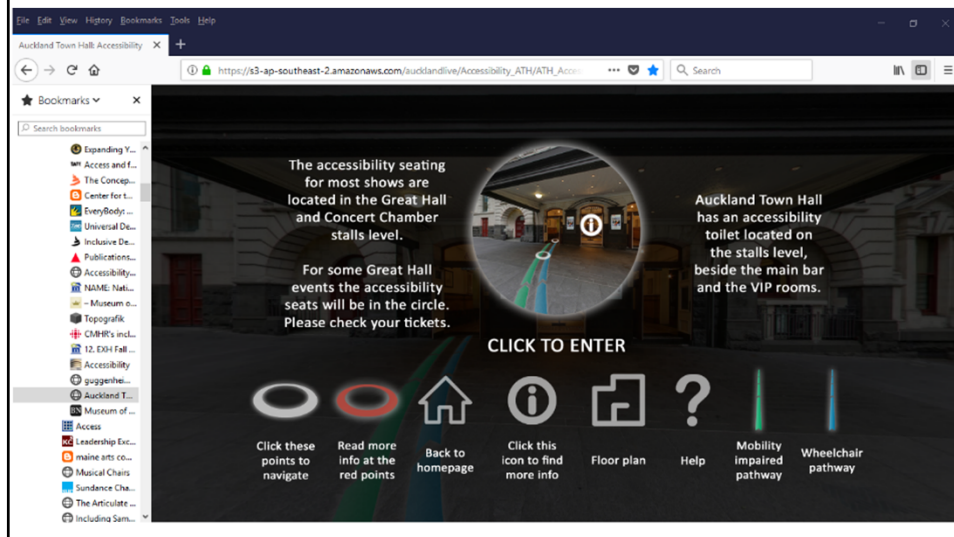 File Edit View History Bookmarks Tools Help
Auckland Town Hall: Accessibility
https://s3-ap-southeast-2.amazonaws.com/aucklandlive/Accessibility_ATH/ATH_Acces
Search
Bookmarks
Search bookmarks
Expanding Y...
Access and f...
The Concep...
Center for t...
EveryBody: ...
Universal De...
Inclusive De...
Publications...
Accessibility...
NAME: Nati...
– Museum o...
Topografik
CMHR's incl...
12. EXH Fall ...
Accessibility
guggenhei...
Auckland T...
Museum of ...
Access
Leadership Exc...
maine arts co...
Musical Chairs
Sundance Cha...
The Articulate ...
Including Sam...
The accessibility seating
for most shows are
located in the Great Hall
and Concert Chamber
stalls level.
For some Great Hall
events the accessibility
seats will be in the circle.
Please check your tickets.
Auckland Town Hall
has an accessibility
toilet located on
the stalls level,
beside the main bar
and the VIP rooms.
CLICK TO ENTER
Click these
points to
navigate
Read more
info at the
red points
Back to
homepage
Click this
icon to find
more info
Floor plan
Help
Mobility
impaired
pathway
Wheelchair
pathway